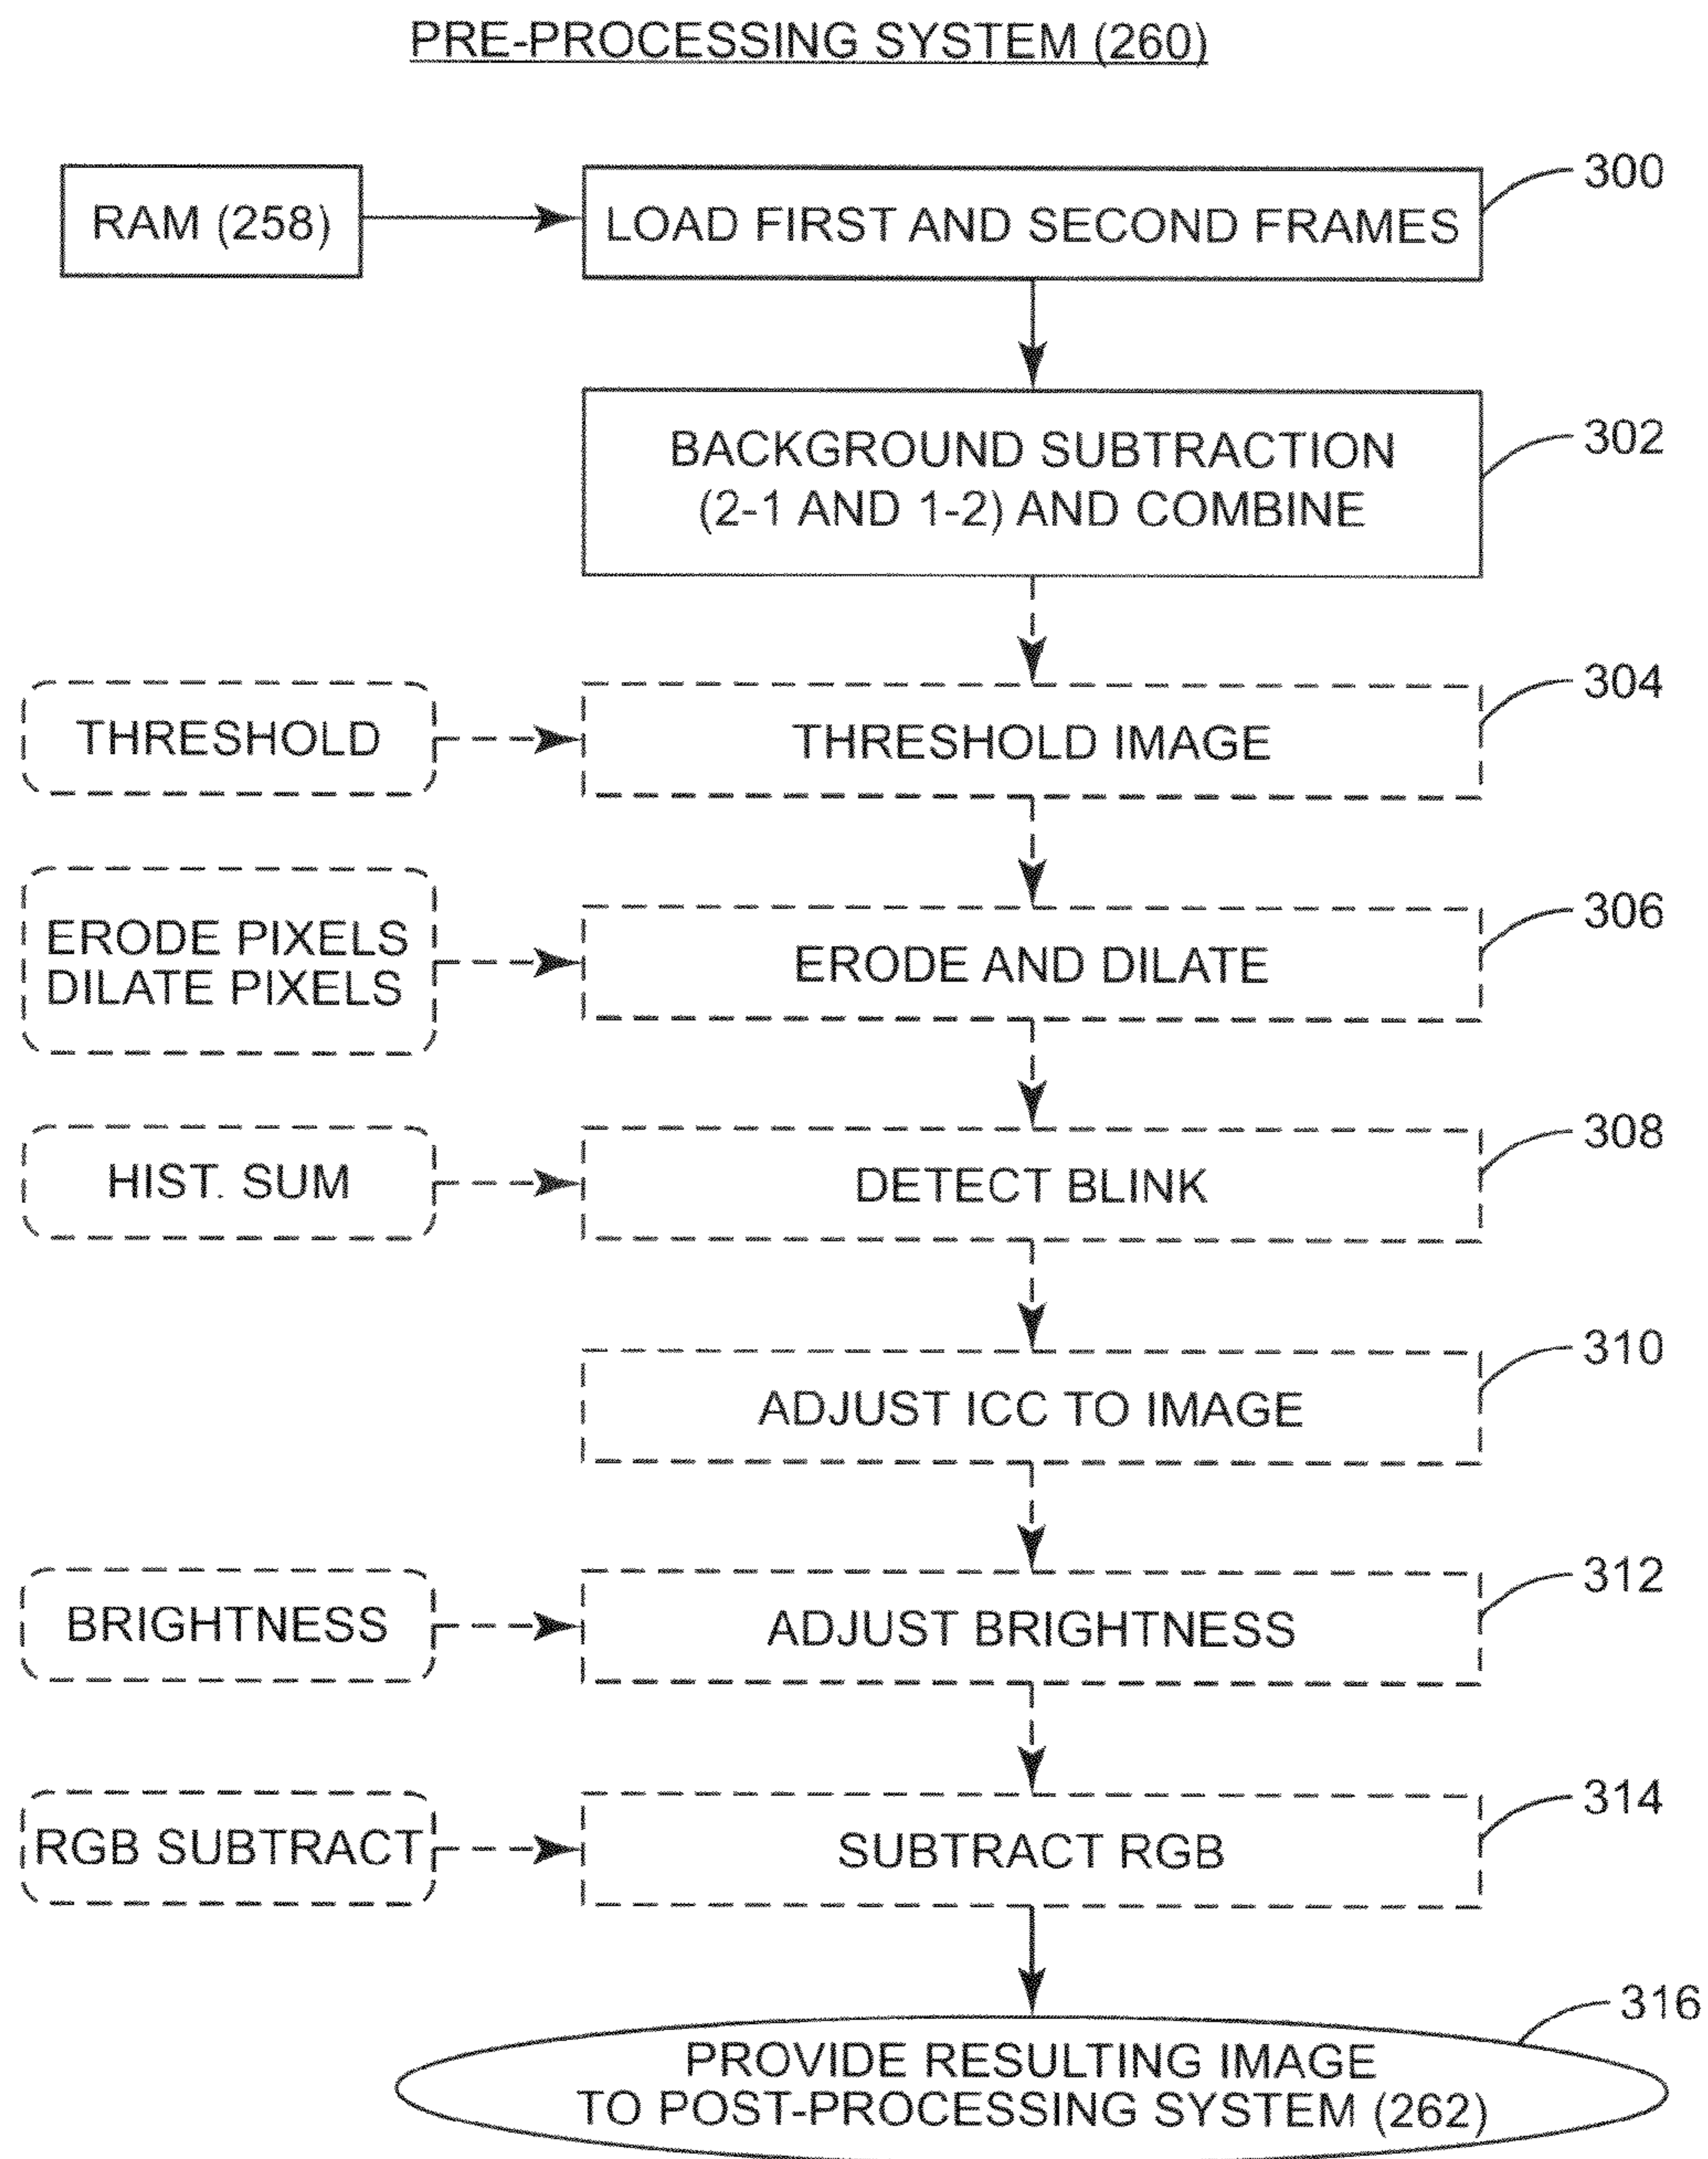 PRE-PROCESSING SYSTEM (260)
RAM (258)
LOAD FIRST AND SECOND FRAMES
300
BACKGROUND SUBTRACTION
(2-1 AND 1-2) AND COMBINE
302
THRESHOLD
THRESHOLD IMAGE
304
ERODE PIXELS
DILATE PIXELS
ERODE AND DILATE
306
HIST. SUM
DETECT BLINK
308
ADJUST ICC TO IMAGE
310
BRIGHTNESS
ADJUST BRIGHTNESS
312
RGB SUBTRACT
SUBTRACT RGB
314
PROVIDE RESULTING IMAGE
TO POST-PROCESSING SYSTEM (262)
316